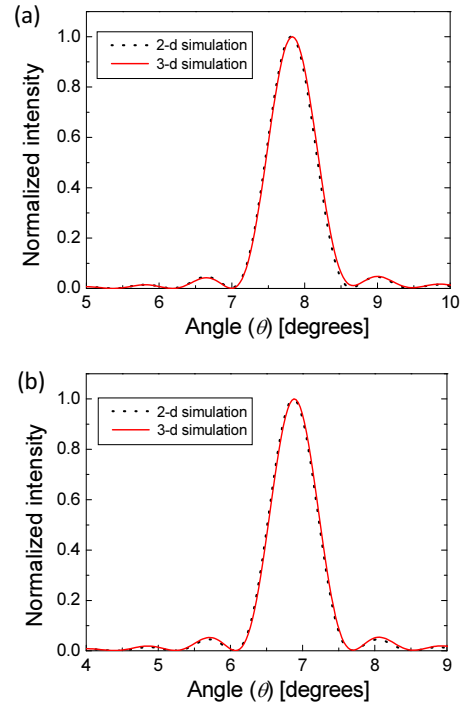 (a)
2-d simulation
3-d simulation
Normalized intensity
1.0
0.8
0.6
0.4
0.2
0.0
5 6 7 8 9 10
Angle (θ) [degrees]
(b)
2-d simulation
3-d simulation
Normalized intensity
1.0
0.8
0.6
0.4
0.2
0.0
4 5 6 7 8 9
Angle (θ) [degrees]